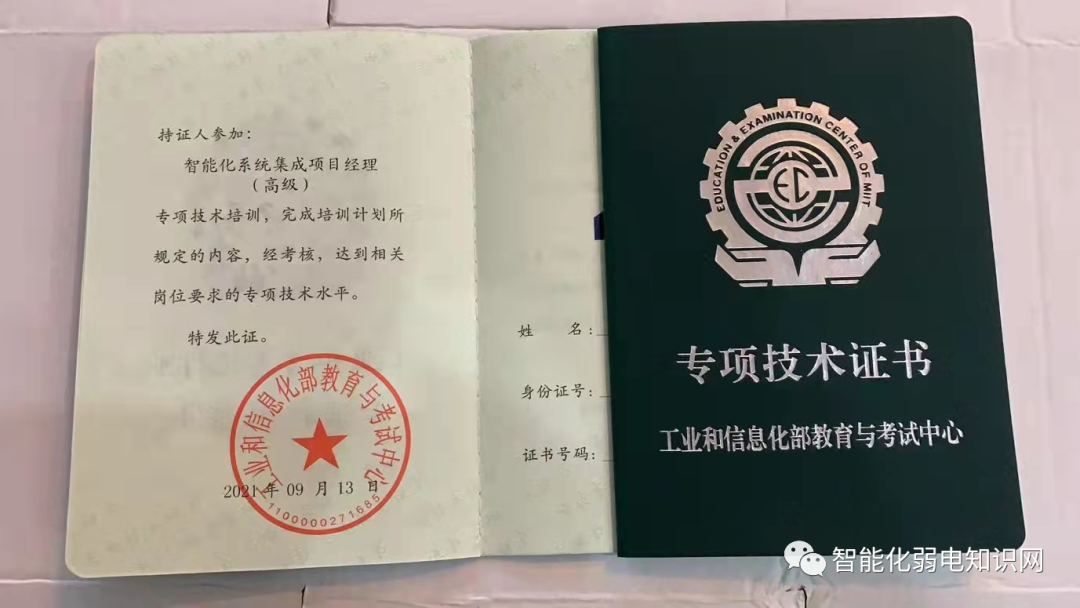 持证人参加：
智能化系统集成项目经理
（高级）
专项技术培训，完成培训计划所
规定的内容，经考核，达到相关
岗位要求的专项技术水平。
特发此证。
工业和信息化部教育与考试中心
2021年 09 月 13 日
1100000271685
姓 名：
身份证号：
证书号码：
EDUCATION & EXAMINATION CENTER OF MIIT
EC
专项技术证书
工业和信息化部教育与考试中心
智能化弱电知识网